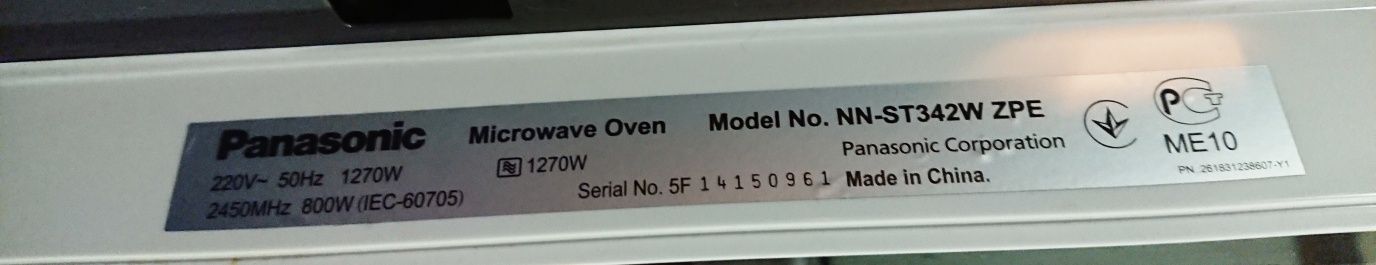 Panasonic Microwave Oven Model No. NN-ST342W ZPE
220V~ 50Hz 1270W 1270W Panasonic Corporation
2450MHz 800W (IEC-60705) Serial No. 5F 14150961 Made in China.
PCT
ME10
PN. 261831238607-Y1